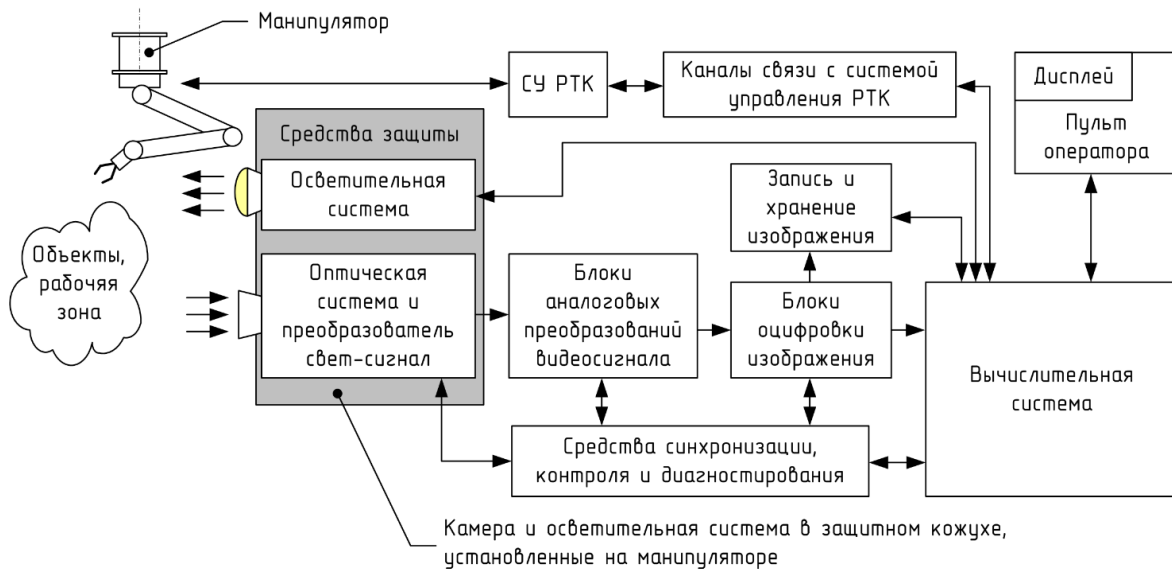 Манипулятор
СУ РТК
Каналы связи с системой
управления РТК
Дисплей
Пульт
оператора
Средства защиты
Осветительная
система
Запись и
хранение
изображения
Объекты,
рабочяя
зона
Оптическая
система и
преобразователь
свет-сигнал
Блоки
аналоговых
преобразований
видеосигнала
Блоки
оцифровки
изображения
Вычислительная
система
Средства синхронизации,
контроля и диагностирования
Камера и осветительная система в защитном кожухе,
установленные на манипуляторе